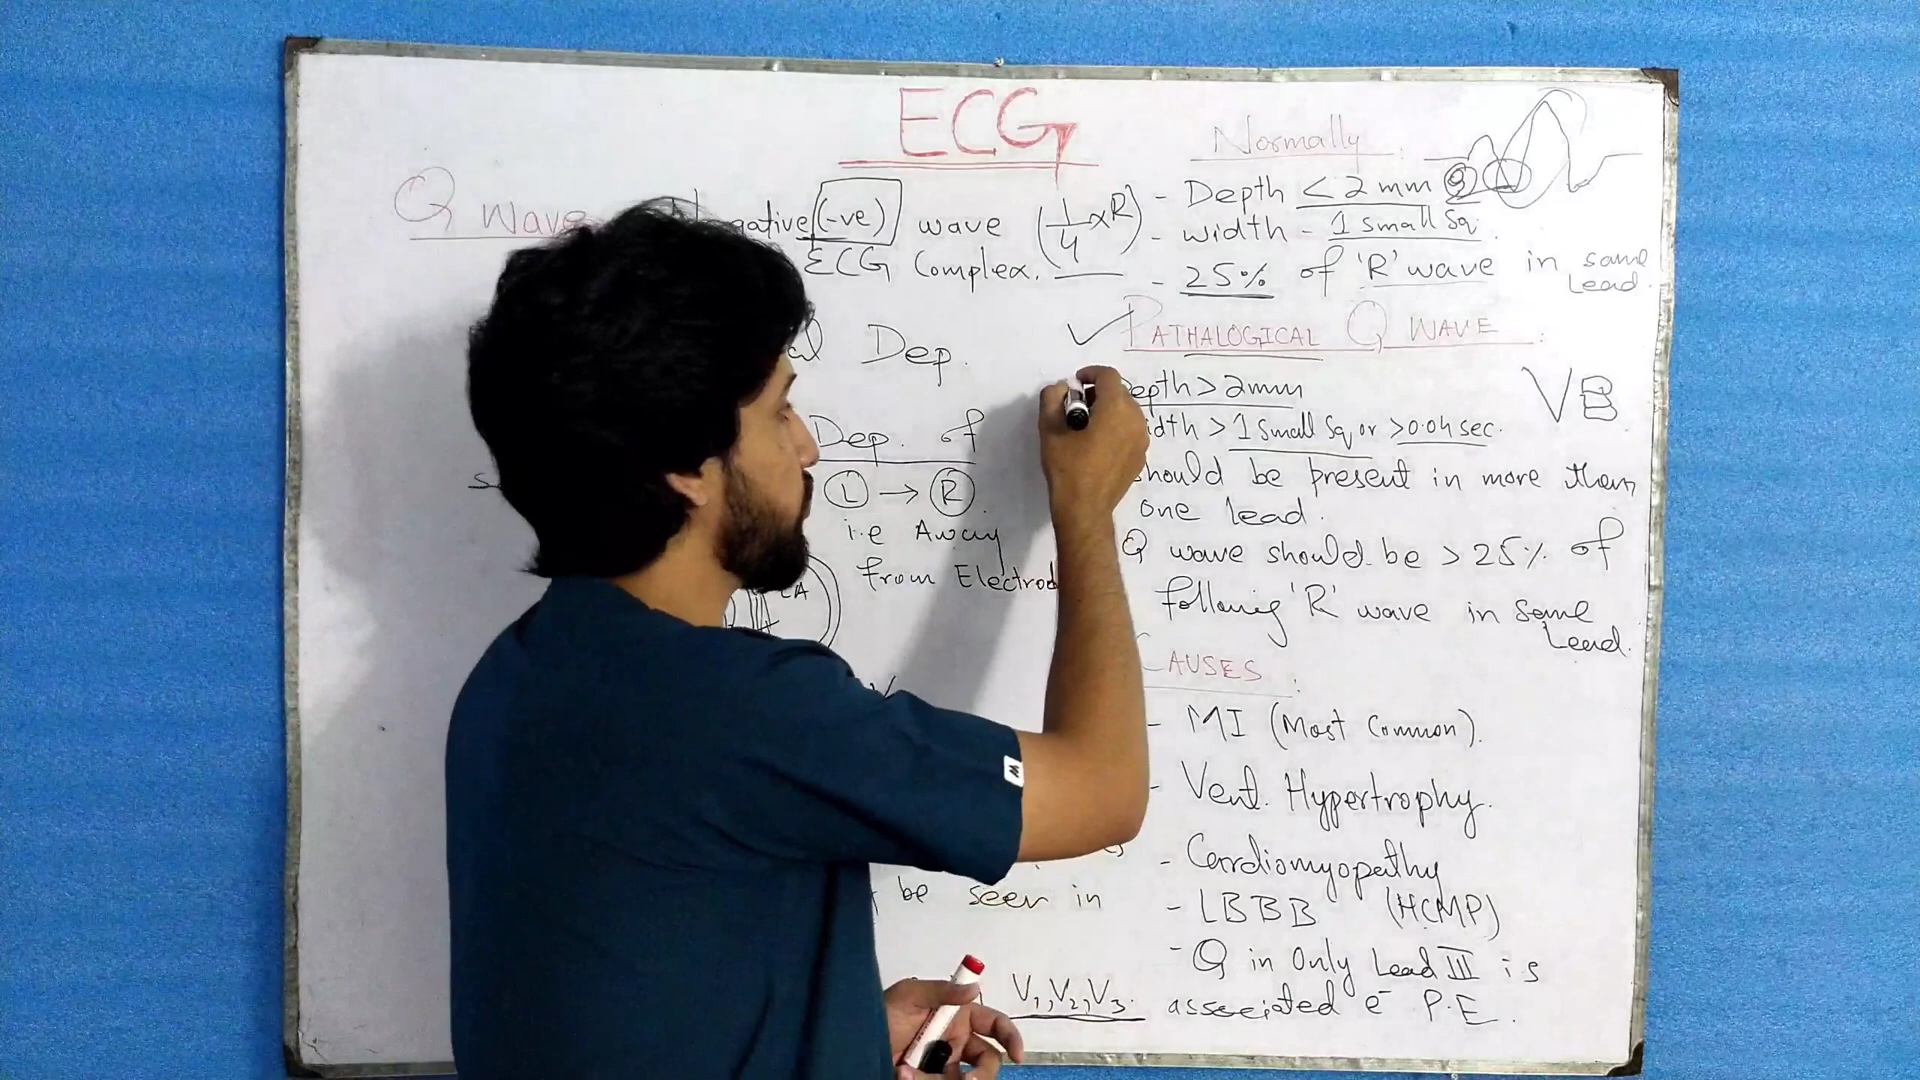 ECG
Q wave
gative (-ve) wave (1/4 xR)
ECG Complex.
Dep.
Dep. of
L → R
i.e Away
from Electrod
be seen in
V1, V2, V3.
Normally :
- Depth < 2 mm
- width - 1 small Sq.
- 25% of 'R' wave in same
Lead.
✓ PATHALOGICAL Q WAVE :
epth > 2mm
idth > 1 small Sq or > 0.04 sec.
hould be present in more than
one lead.
Q wave should be > 25% of
following 'R' wave in same
Lead.
CAUSES :
- MI (Most Common).
- Vent. Hypertrophy.
- Cardiomyopathy
(HCMP)
- LBBB
- Q in Only Lead III is
associated c̄ P.E.